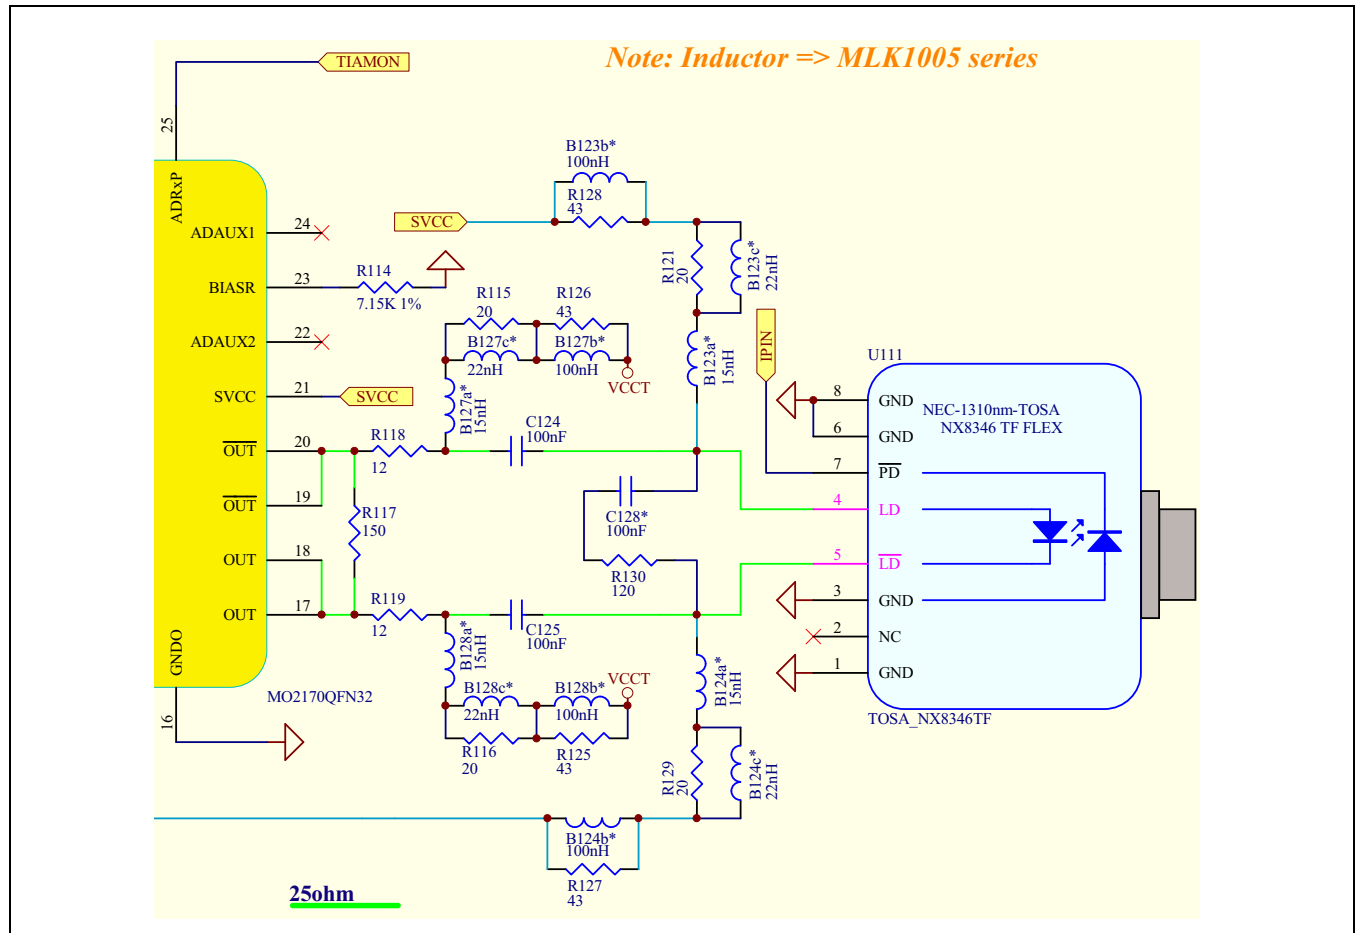 Note: Inductor => MLK1005 series
TIAMON
25
ADRxP
B123b*
100nH
R128
43
SVCC
ADAUX1
24
R121
20
B123c*
22nH
BIASR
23
R114
7.15K 1%
R115
20
R126
43
B127c*
22nH
B127b*
100nH
VCCT
ADAUX2
22
B123a*
15nH
IPIN
U111
SVCC
21
SVCC
B127a*
15nH
8
GND
NEC-1310nm-TOSA
NX8346 TF FLEX
6
GND
OUT
20
R118
12
C124
100nF
7
PD
OUT
19
R117
150
C128*
100nF
4
LD
OUT
18
R130
120
5
LD
OUT
17
R119
12
C125
100nF
3
GND
2
NC
1
GND
GNDO
16
MO2170QFN32
B128a*
15nH
B128c*
22nH
B128b*
100nH
VCCT
R116
20
R125
43
B124a*
15nH
TOSA_NX8346TF
R129
20
B124c*
22nH
B124b*
100nH
R127
43
25ohm